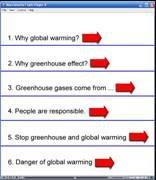 1. Why global warming?
2. Why greenhouse effect?
3. Greenhouse gases come from ...
4. People are responsible.
5. Stop greenhouse and global warming
6. Danger of global warming